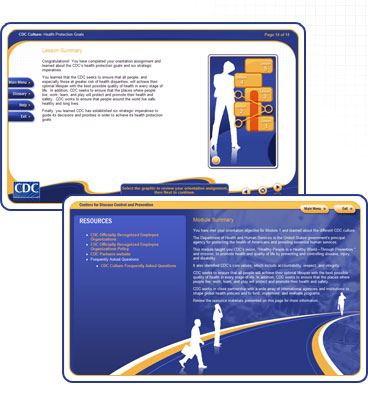 CDC Culture: Health Protection Goals
Page 14 of 15
Lesson Summary
Congratulations! You have completed your orientation assignment and
learned about the CDC's health protection goals and six strategic
imperatives.
You learned that the CDC seeks to ensure that all people, and
especially those at greater risk of health disparities, will achieve their
optimal lifespan with the best possible quality of health in every stage of
life. In addition, CDC seeks to ensure that the places where people
live, work, learn, and play will protect and promote their health and
safety. CDC seeks to ensure that people around the world live safe,
healthy and long lives.
Finally, you learned CDC has established six strategic imperatives to
guide its decisions and priorities in order to achieve its health protection
goals.
Main Menu
Glossary
Help
Exit
CDC
Select the graphic to review your orientation assignment,
then Next to continue.
Centers for Disease Control and Prevention
Main Menu
Exit
RESOURCES
CDC Officially Recognized Employee
Organizations
CDC Officially Recognized Employee
Organizations Policy
CDC Partners website
Frequently Asked Questions
CDC Culture Frequently Asked Questions
Module Summary
You have met your orientation objective for Module 1 and learned about the different CDC culture.
The Department of Health and Human Services is the United States government's principal
agency for protecting the health of Americans and providing essential human services.
This module taught you CDC's vision, "Healthy People in a Healthy World—Through Prevention,"
and mission, to promote health and quality of life by preventing and controlling disease, injury
and disability.
It also identified CDC's core values, which include accountability, respect, and integrity.
CDC seeks to ensure that all people will achieve their optimal lifespan with the best possible
quality of health in every stage of life. In addition, CDC seeks to ensure that the places where
people live, work, learn, and play will protect and promote their health and safety.
CDC works in close partnership with a wide array of international agencies and institutions to
shape global health policies and to fund, implement, and evaluate programs.
Review the resource materials presented on this page for more information.